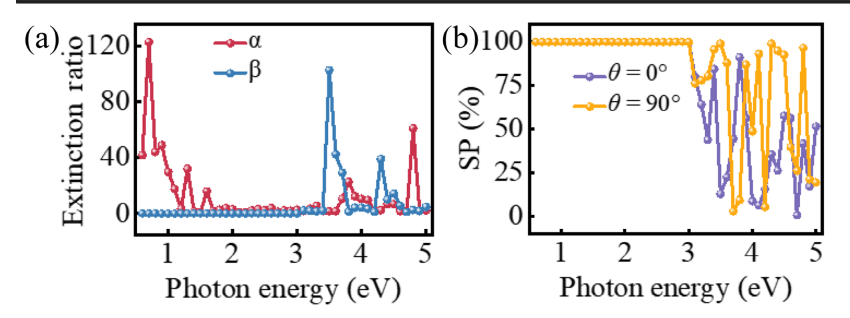 (a)
Extinction ratio
120
80
40
0
α
β
1 2 3 4 5
Photon energy (eV)
(b)
SP (%)
100
75
50
25
0
θ = 0°
θ = 90°
1 2 3 4 5
Photon energy (eV)